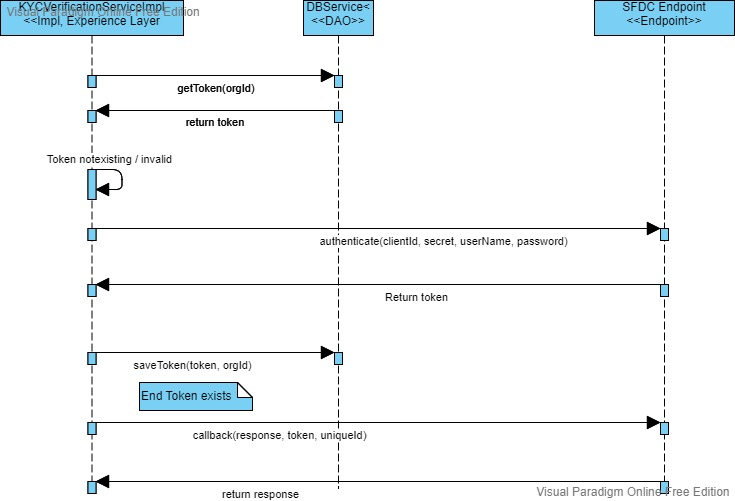 KYCVerificationServiceImpl
Visual Paradigm Online Free Edition
<<Impl, Experience Layer
DBService<
<<DAO>>
SFDC Endpoint
<<Endpoint>>
getToken(orgId)
return token
Token notexisting / invalid
authenticate(clientId, secret, userName, password)
Return token
saveToken(token, orgId)
End Token exists
callback(response, token, uniqueId)
return response
Visual Paradigm Online Free Edition